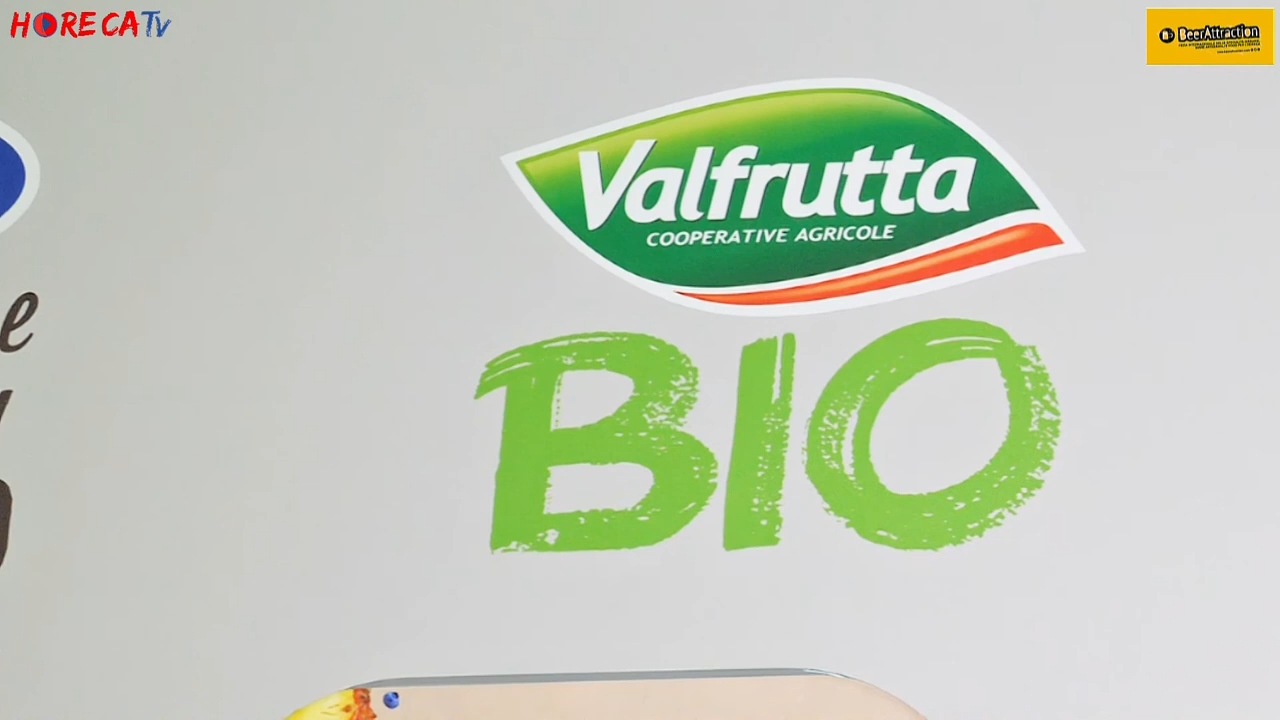 HORECATv
BeerAttraction
Valfrutta
COOPERATIVE AGRICOLE
BIO
e